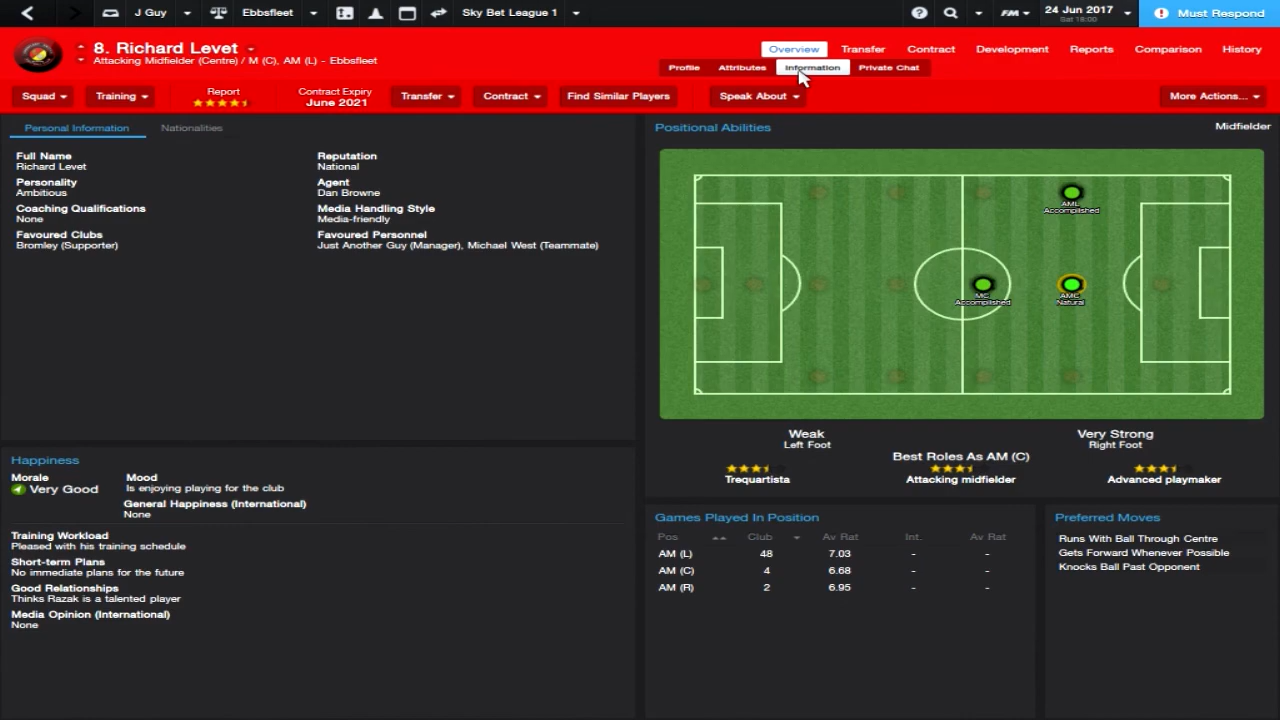 J Guy
Ebbsfleet
Sky Bet League 1
FM
24 Jun 2017
Sat 18:00
Must Respond
8. Richard Levet
Attacking Midfielder (Centre) / M (C), AM (L) - Ebbsfleet
Overview
Transfer
Contract
Development
Reports
Comparison
History
Profile
Attributes
Information
Private Chat
Squad
Training
Report
Contract Expiry
June 2021
Transfer
Contract
Find Similar Players
Speak About
More Actions...
Personal Information
Nationalities
Full Name
Richard Levet
Reputation
National
Personality
Ambitious
Agent
Dan Browne
Coaching Qualifications
None
Media Handling Style
Media-friendly
Favoured Clubs
Bromley (Supporter)
Favoured Personnel
Just Another Guy (Manager), Michael West (Teammate)
Positional Abilities
Midfielder
AML
Accomplished
MC
Accomplished
AMC
Natural
Weak
Left Foot
Very Strong
Right Foot
Best Roles As AM (C)
Trequartista
Attacking midfielder
Advanced playmaker
Happiness
Morale
Very Good
Mood
Is enjoying playing for the club
General Happiness (International)
None
Training Workload
Pleased with his training schedule
Short-term Plans
No immediate plans for the future
Good Relationships
Thinks Razak is a talented player
Media Opinion (International)
None
Games Played In Position
Pos Club Av Rat Int. Av Rat
AM (L) 48 7.03 - -
AM (C) 4 6.68 - -
AM (R) 2 6.95 - -
Preferred Moves
Runs With Ball Through Centre
Gets Forward Whenever Possible
Knocks Ball Past Opponent